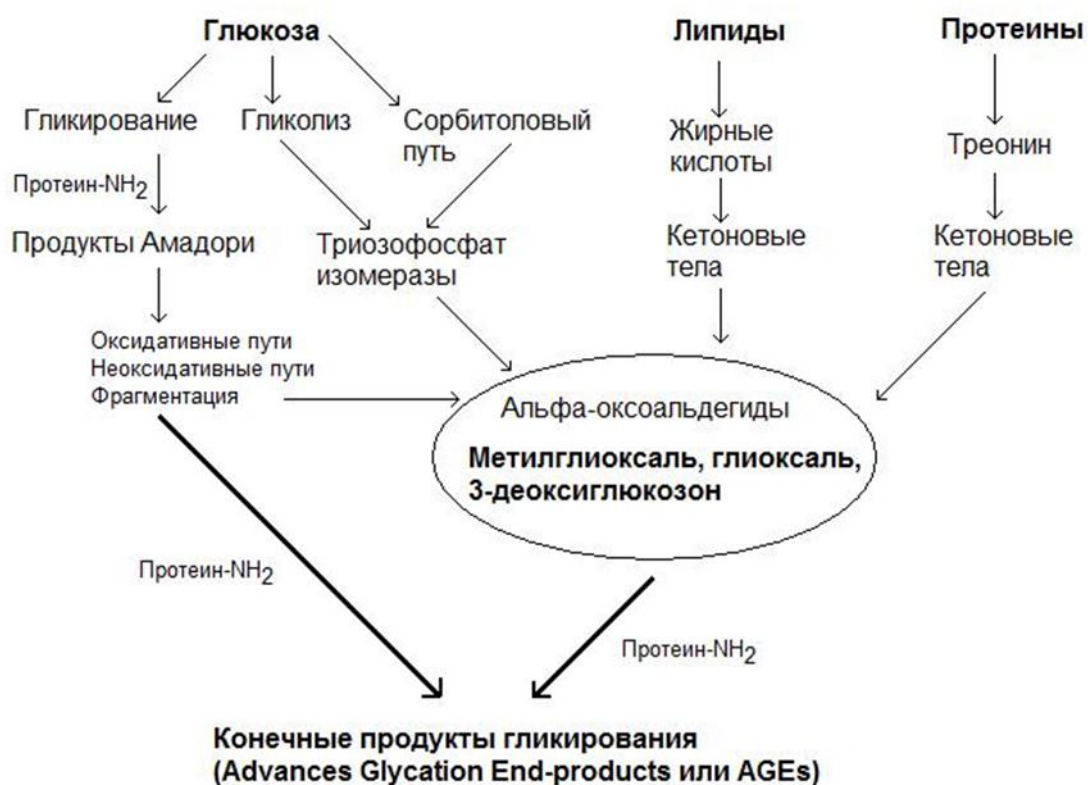 Глюкоза
Липиды
Протеины
Гликирование
Гликолиз
Сорбитоловый
путь
Жирные
кислоты
Треонин
Протеин-NH2
Продукты Амадори
Триозофосфат
изомеразы
Кетоновые
тела
Кетоновые
тела
Оксидативные пути
Неоксидативные пути
Фрагментация
Альфа-оксоальдегиды
Метилглиоксаль, глиоксаль,
3-деоксиглюкозон
Протеин-NH2
Протеин-NH2
Конечные продукты гликирования
(Advances Glycation End-products или AGEs)